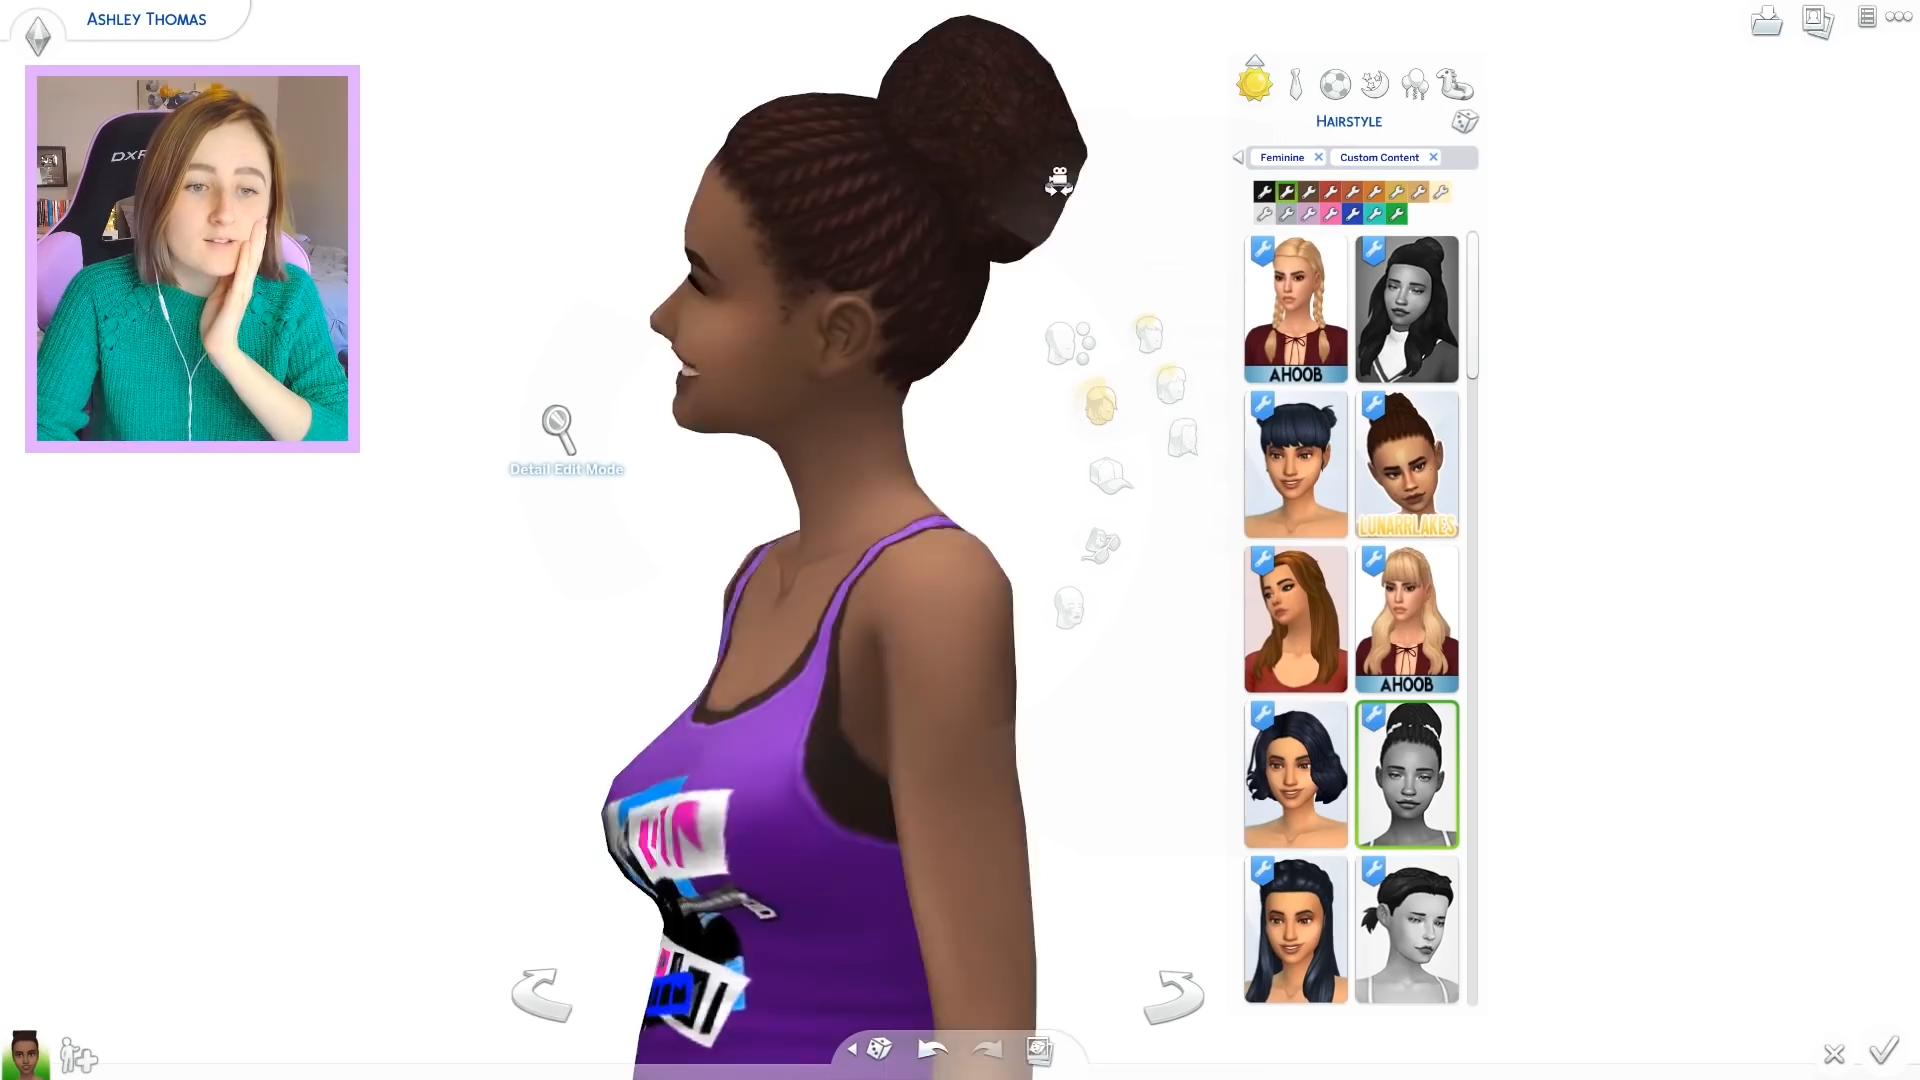 Ashley Thomas
DXR
Hairstyle
Feminine
Custom Content
AHOOB
LUNARRLAKES
Detail Edit Mode
AHOOB